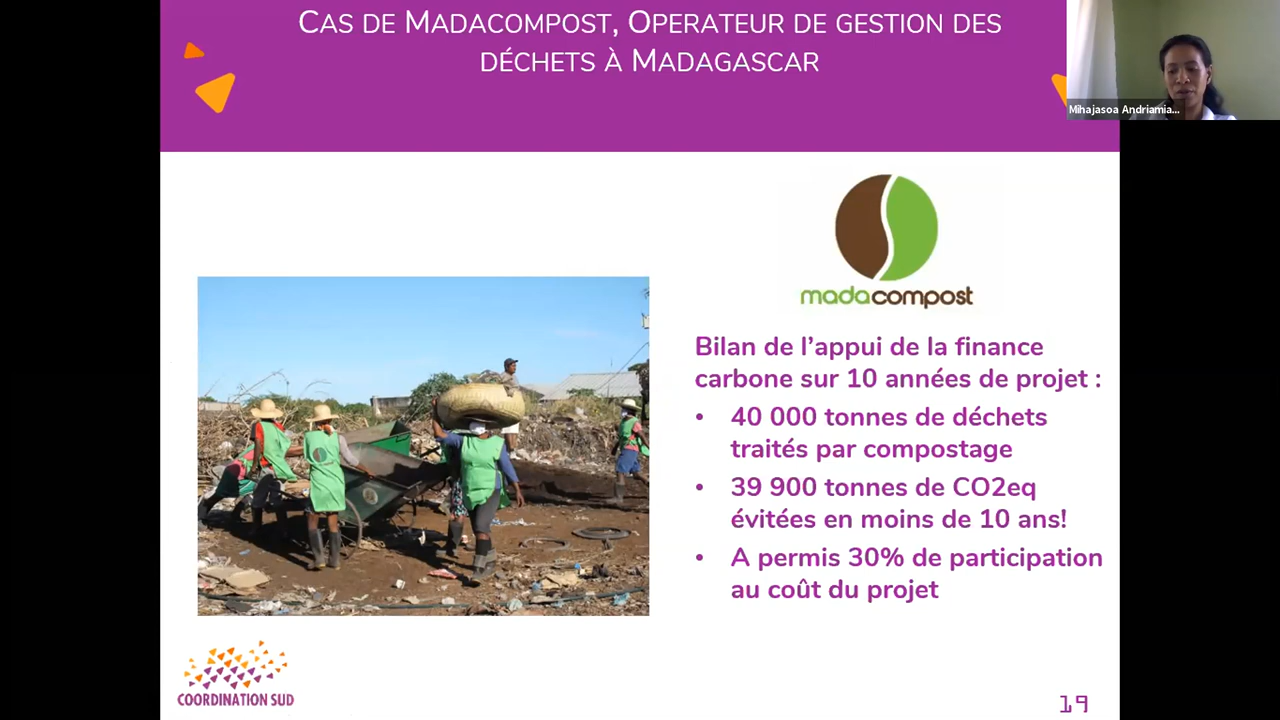 CAS DE MADACOMPOST, OPERATEUR DE GESTION DES
DÉCHETS À MADAGASCAR
Mihajasoa Andriamia...
madacompost
Bilan de l'appui de la finance
carbone sur 10 années de projet :
• 40 000 tonnes de déchets
traités par compostage
• 39 900 tonnes de CO2eq
évitées en moins de 10 ans!
• A permis 30% de participation
au coût du projet
COORDINATION SUD
19